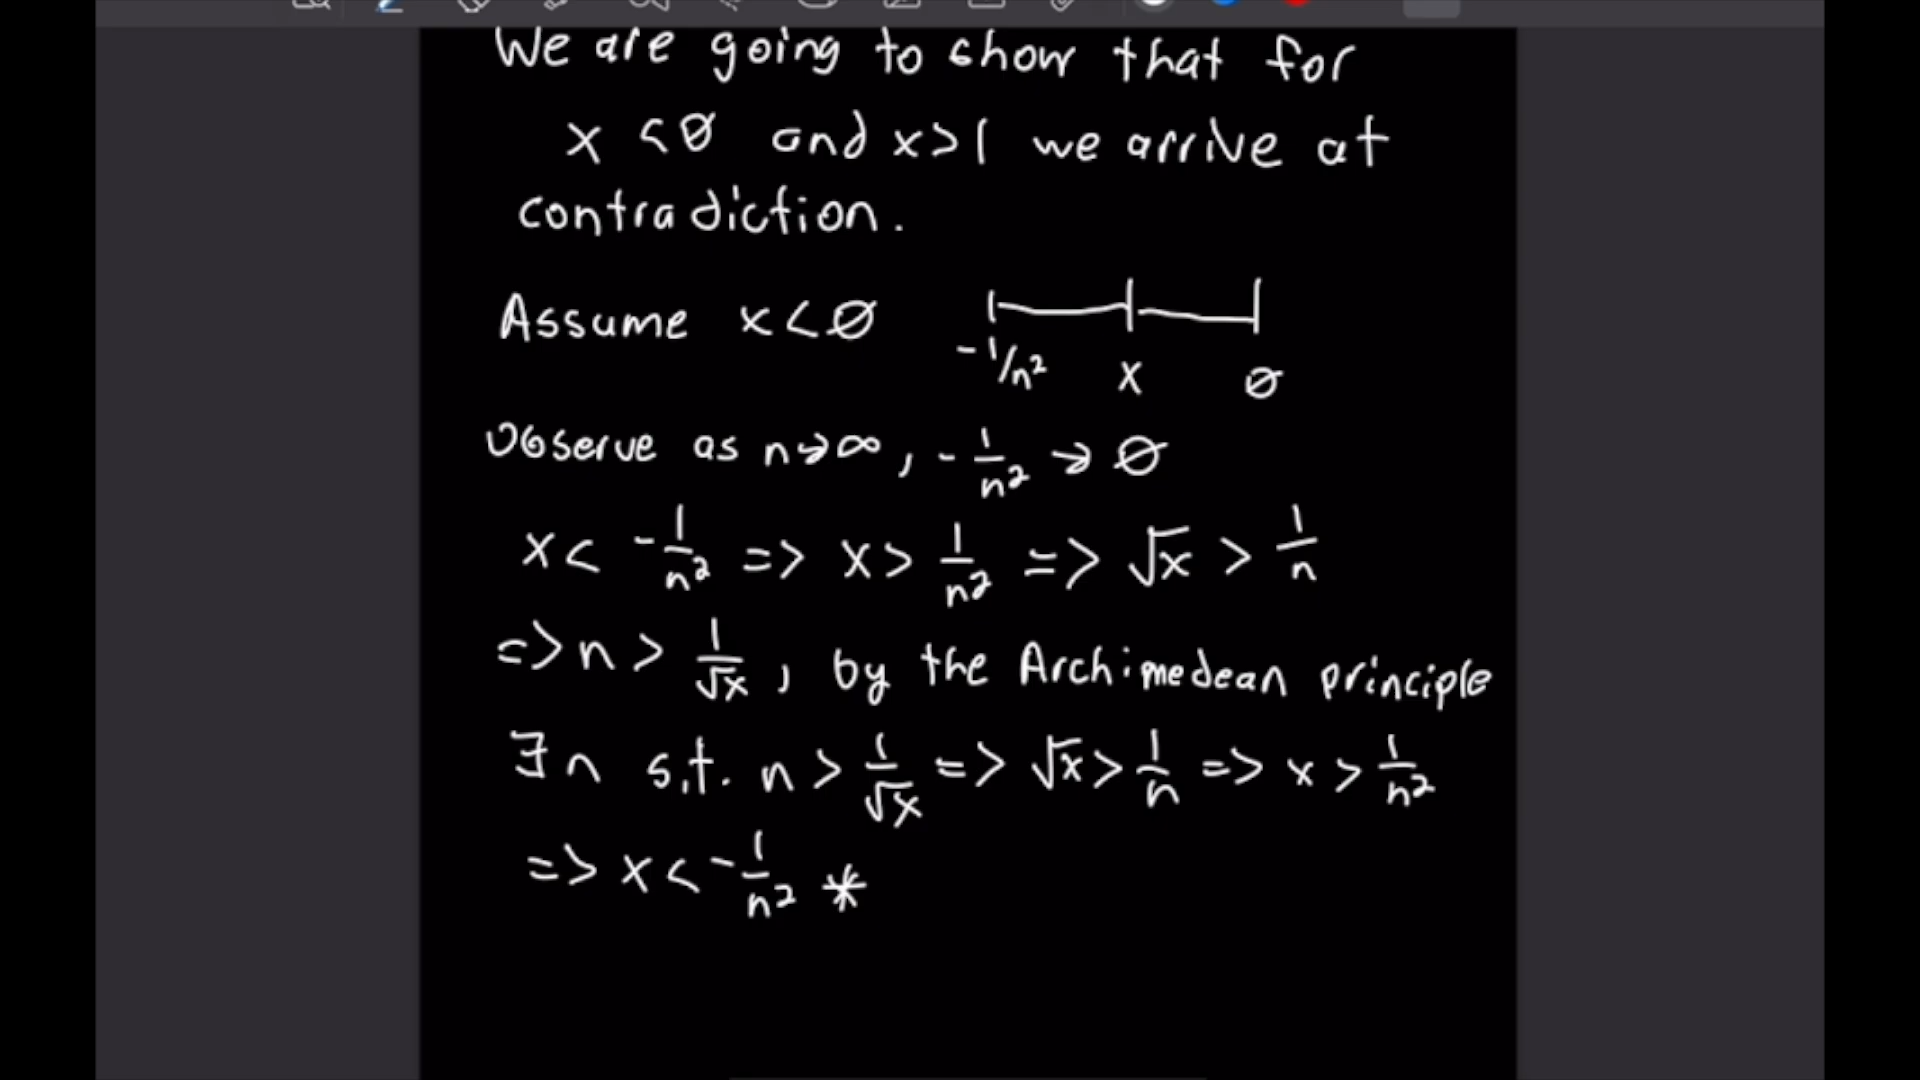 We are going to show that for
x < 0 and x > 1 we arrive at
contradiction.
Assume x < 0
-1/n² x 0
Observe as n → ∞, -1/n² → 0
x < -1/n² => x > 1/n² => √x > 1/n
=> n > 1/√x, by the Archimedean principle
∃n s.t. n > 1/√x => √x > 1/n => x > 1/n²
=> x < -1/n² *